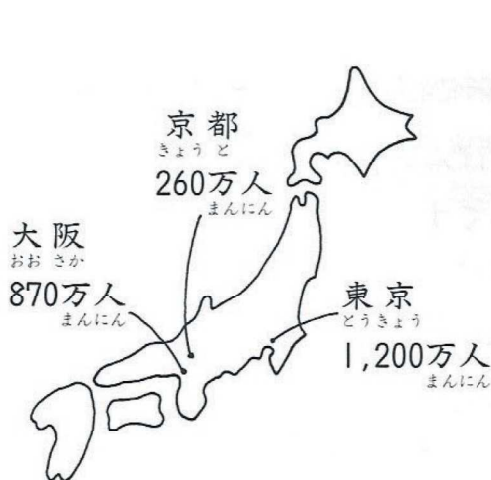 京都
きょうと
260万人
まんにん
大阪
おおさか
870万人
まんにん
東京
とうきょう
1,200万人
まんにん